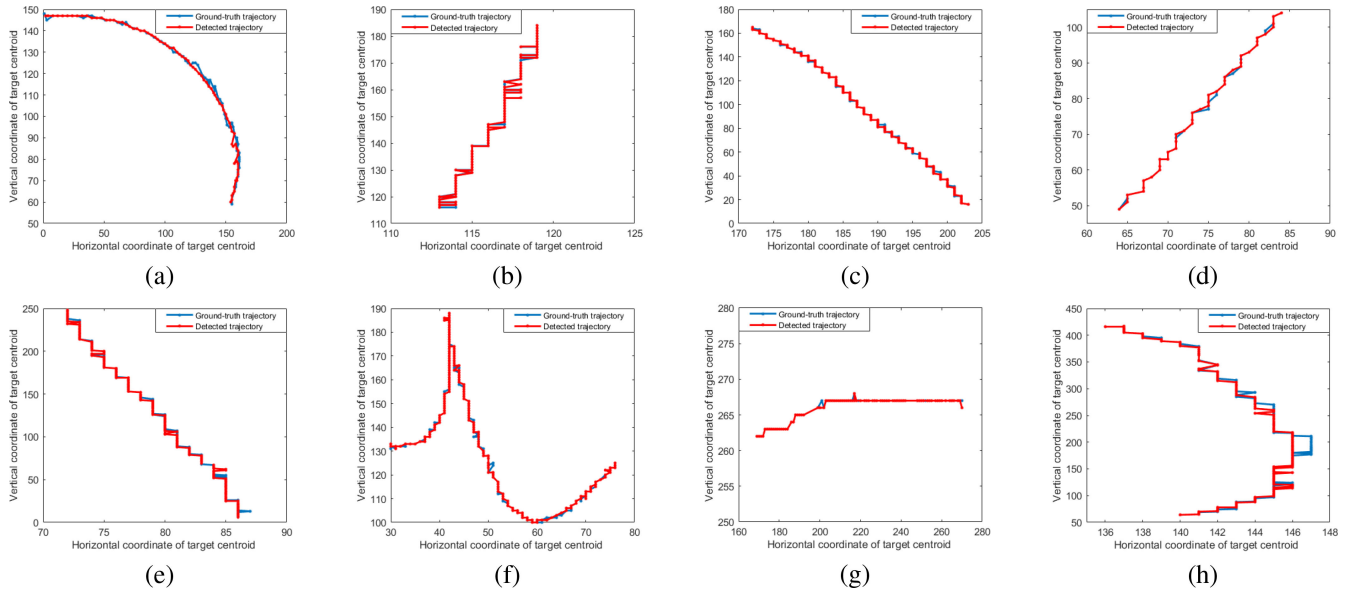 150
140
130
120
110
100
90
80
70
60
50
0
50
100
150
200
Vertical coordinate of target centroid
Horizontal coordinate of target centroid
Ground-truth trajectory
Detected trajectory
(a)
190
180
170
160
150
140
130
120
110
110
115
120
125
Vertical coordinate of target centroid
Horizontal coordinate of target centroid
Ground-truth trajectory
Detected trajectory
(b)
180
160
140
120
100
80
60
40
20
0
170
175
180
185
190
195
200
205
Vertical coordinate of target centroid
Horizontal coordinate of target centroid
Ground-truth trajectory
Detected trajectory
(c)
100
90
80
70
60
50
60
65
70
75
80
85
90
Vertical coordinate of target centroid
Horizontal coordinate of target centroid
Ground-truth trajectory
Detected trajectory
(d)
250
200
150
100
50
0
70
75
80
85
90
Vertical coordinate of target centroid
Horizontal coordinate of target centroid
Ground-truth trajectory
Detected trajectory
(e)
190
180
170
160
150
140
130
120
110
100
30
40
50
60
70
80
Vertical coordinate of target centroid
Horizontal coordinate of target centroid
Ground-truth trajectory
Detected trajectory
(f)
280
275
270
265
260
255
250
160
180
200
220
240
260
280
Vertical coordinate of target centroid
Horizontal coordinate of target centroid
Ground-truth trajectory
Detected trajectory
(g)
450
400
350
300
250
200
150
100
50
136
138
140
142
144
146
148
Vertical coordinate of target centroid
Horizontal coordinate of target centroid
Ground-truth trajectory
Detected trajectory
(h)